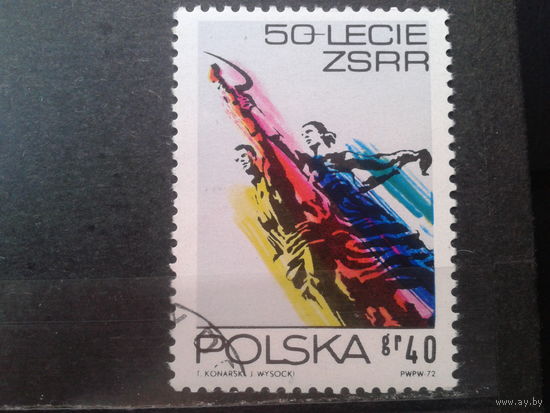 50-LECIE
ZSRR
POLSKA gr 40
T. KONARSKI J. WYSOCKI PWPW-72
www.ay.by